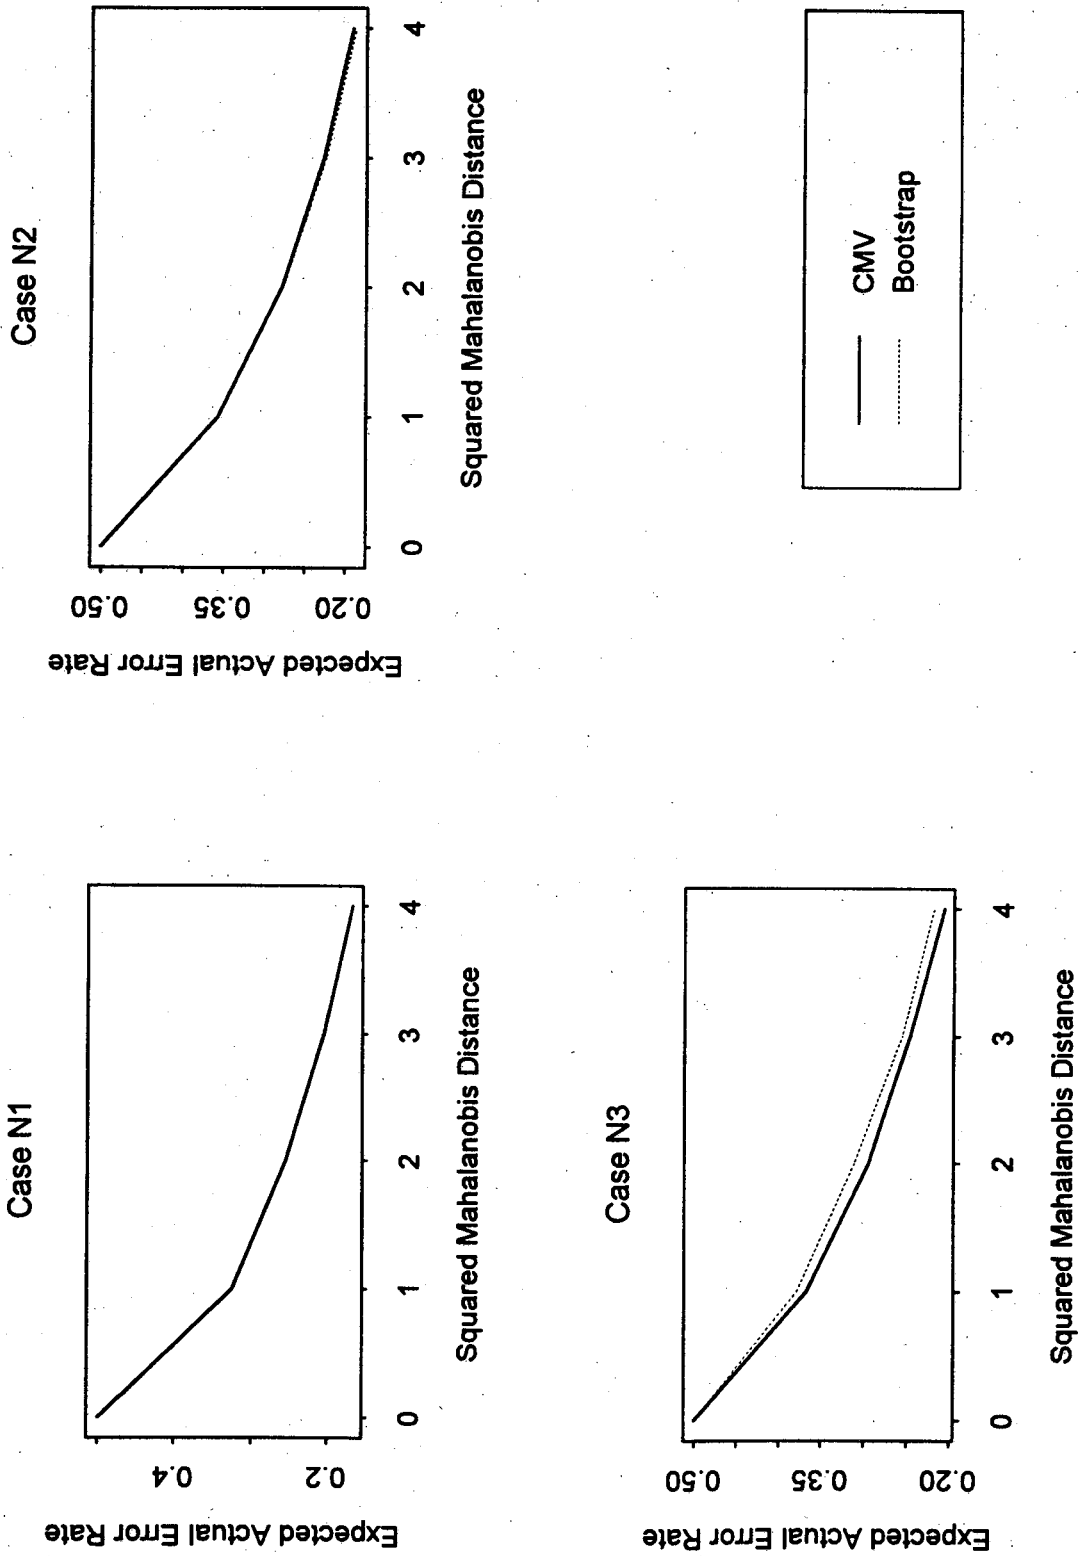 Case N1
Expected Actual Error Rate
0.4
0.2
0
1
2
3
4
Squared Mahalanobis Distance
Case N2
Expected Actual Error Rate
0.50
0.35
0.20
0
1
2
3
4
Squared Mahalanobis Distance
Case N3
Expected Actual Error Rate
0.50
0.35
0.20
0
1
2
3
4
Squared Mahalanobis Distance
CMV
Bootstrap